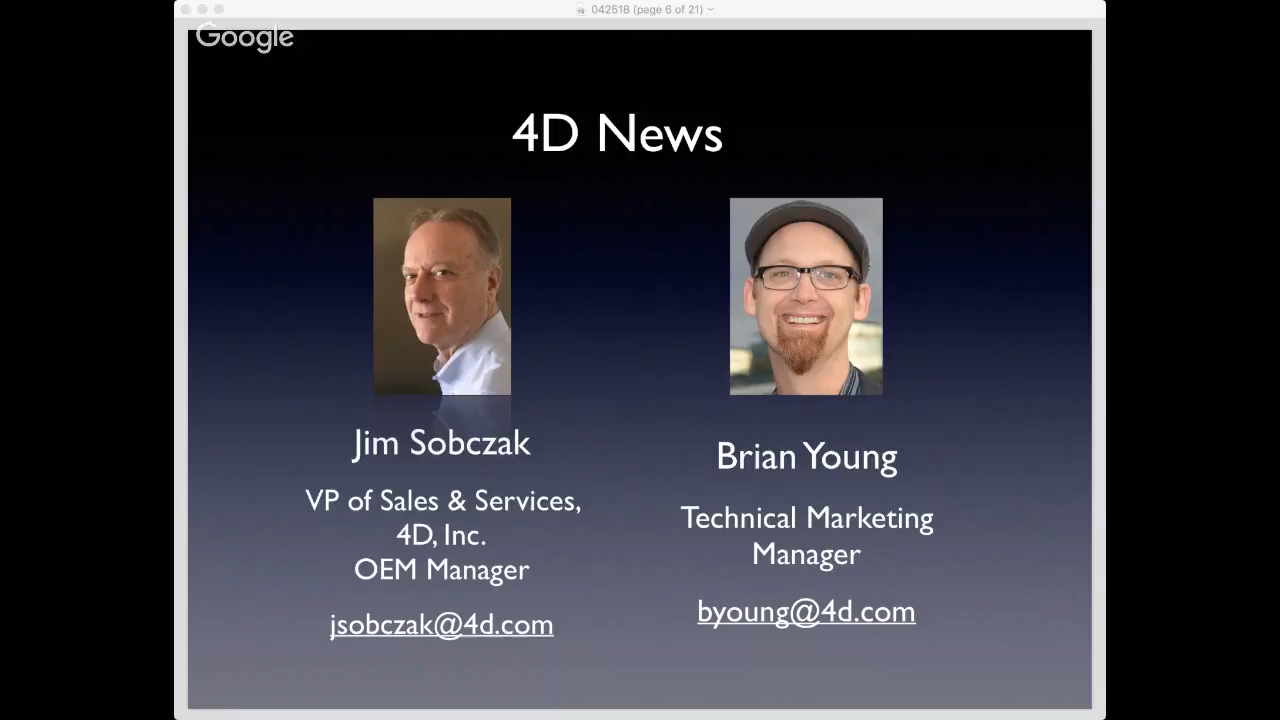 042518 (page 6 of 21)
Google
4D News
Jim Sobczak
VP of Sales & Services,
4D, Inc.
OEM Manager
jsobczak@4d.com
Brian Young
Technical Marketing
Manager
byoung@4d.com